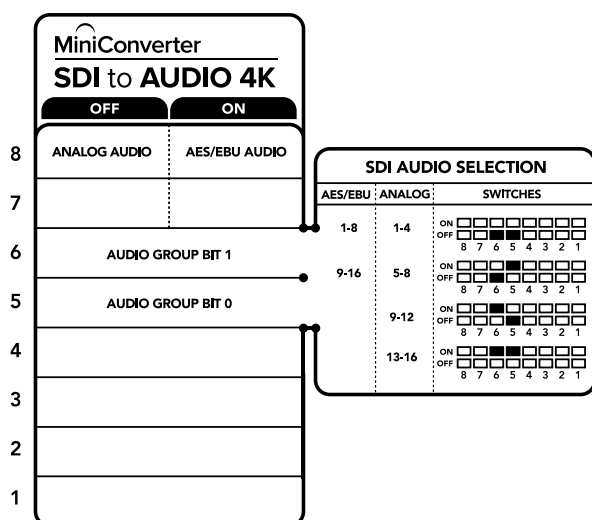 MiniConverter
SDI to AUDIO 4K
OFF ON
8 ANALOG AUDIO AES/EBU AUDIO
7
6 AUDIO GROUP BIT 1
5 AUDIO GROUP BIT 0
4
3
2
1
SDI AUDIO SELECTION
AES/EBU ANALOG SWITCHES
1-8 1-4 ON
OFF
8 7 6 5 4 3 2 1
9-16 5-8 ON
OFF
8 7 6 5 4 3 2 1
9-12 ON
OFF
8 7 6 5 4 3 2 1
13-16 ON
OFF
8 7 6 5 4 3 2 1